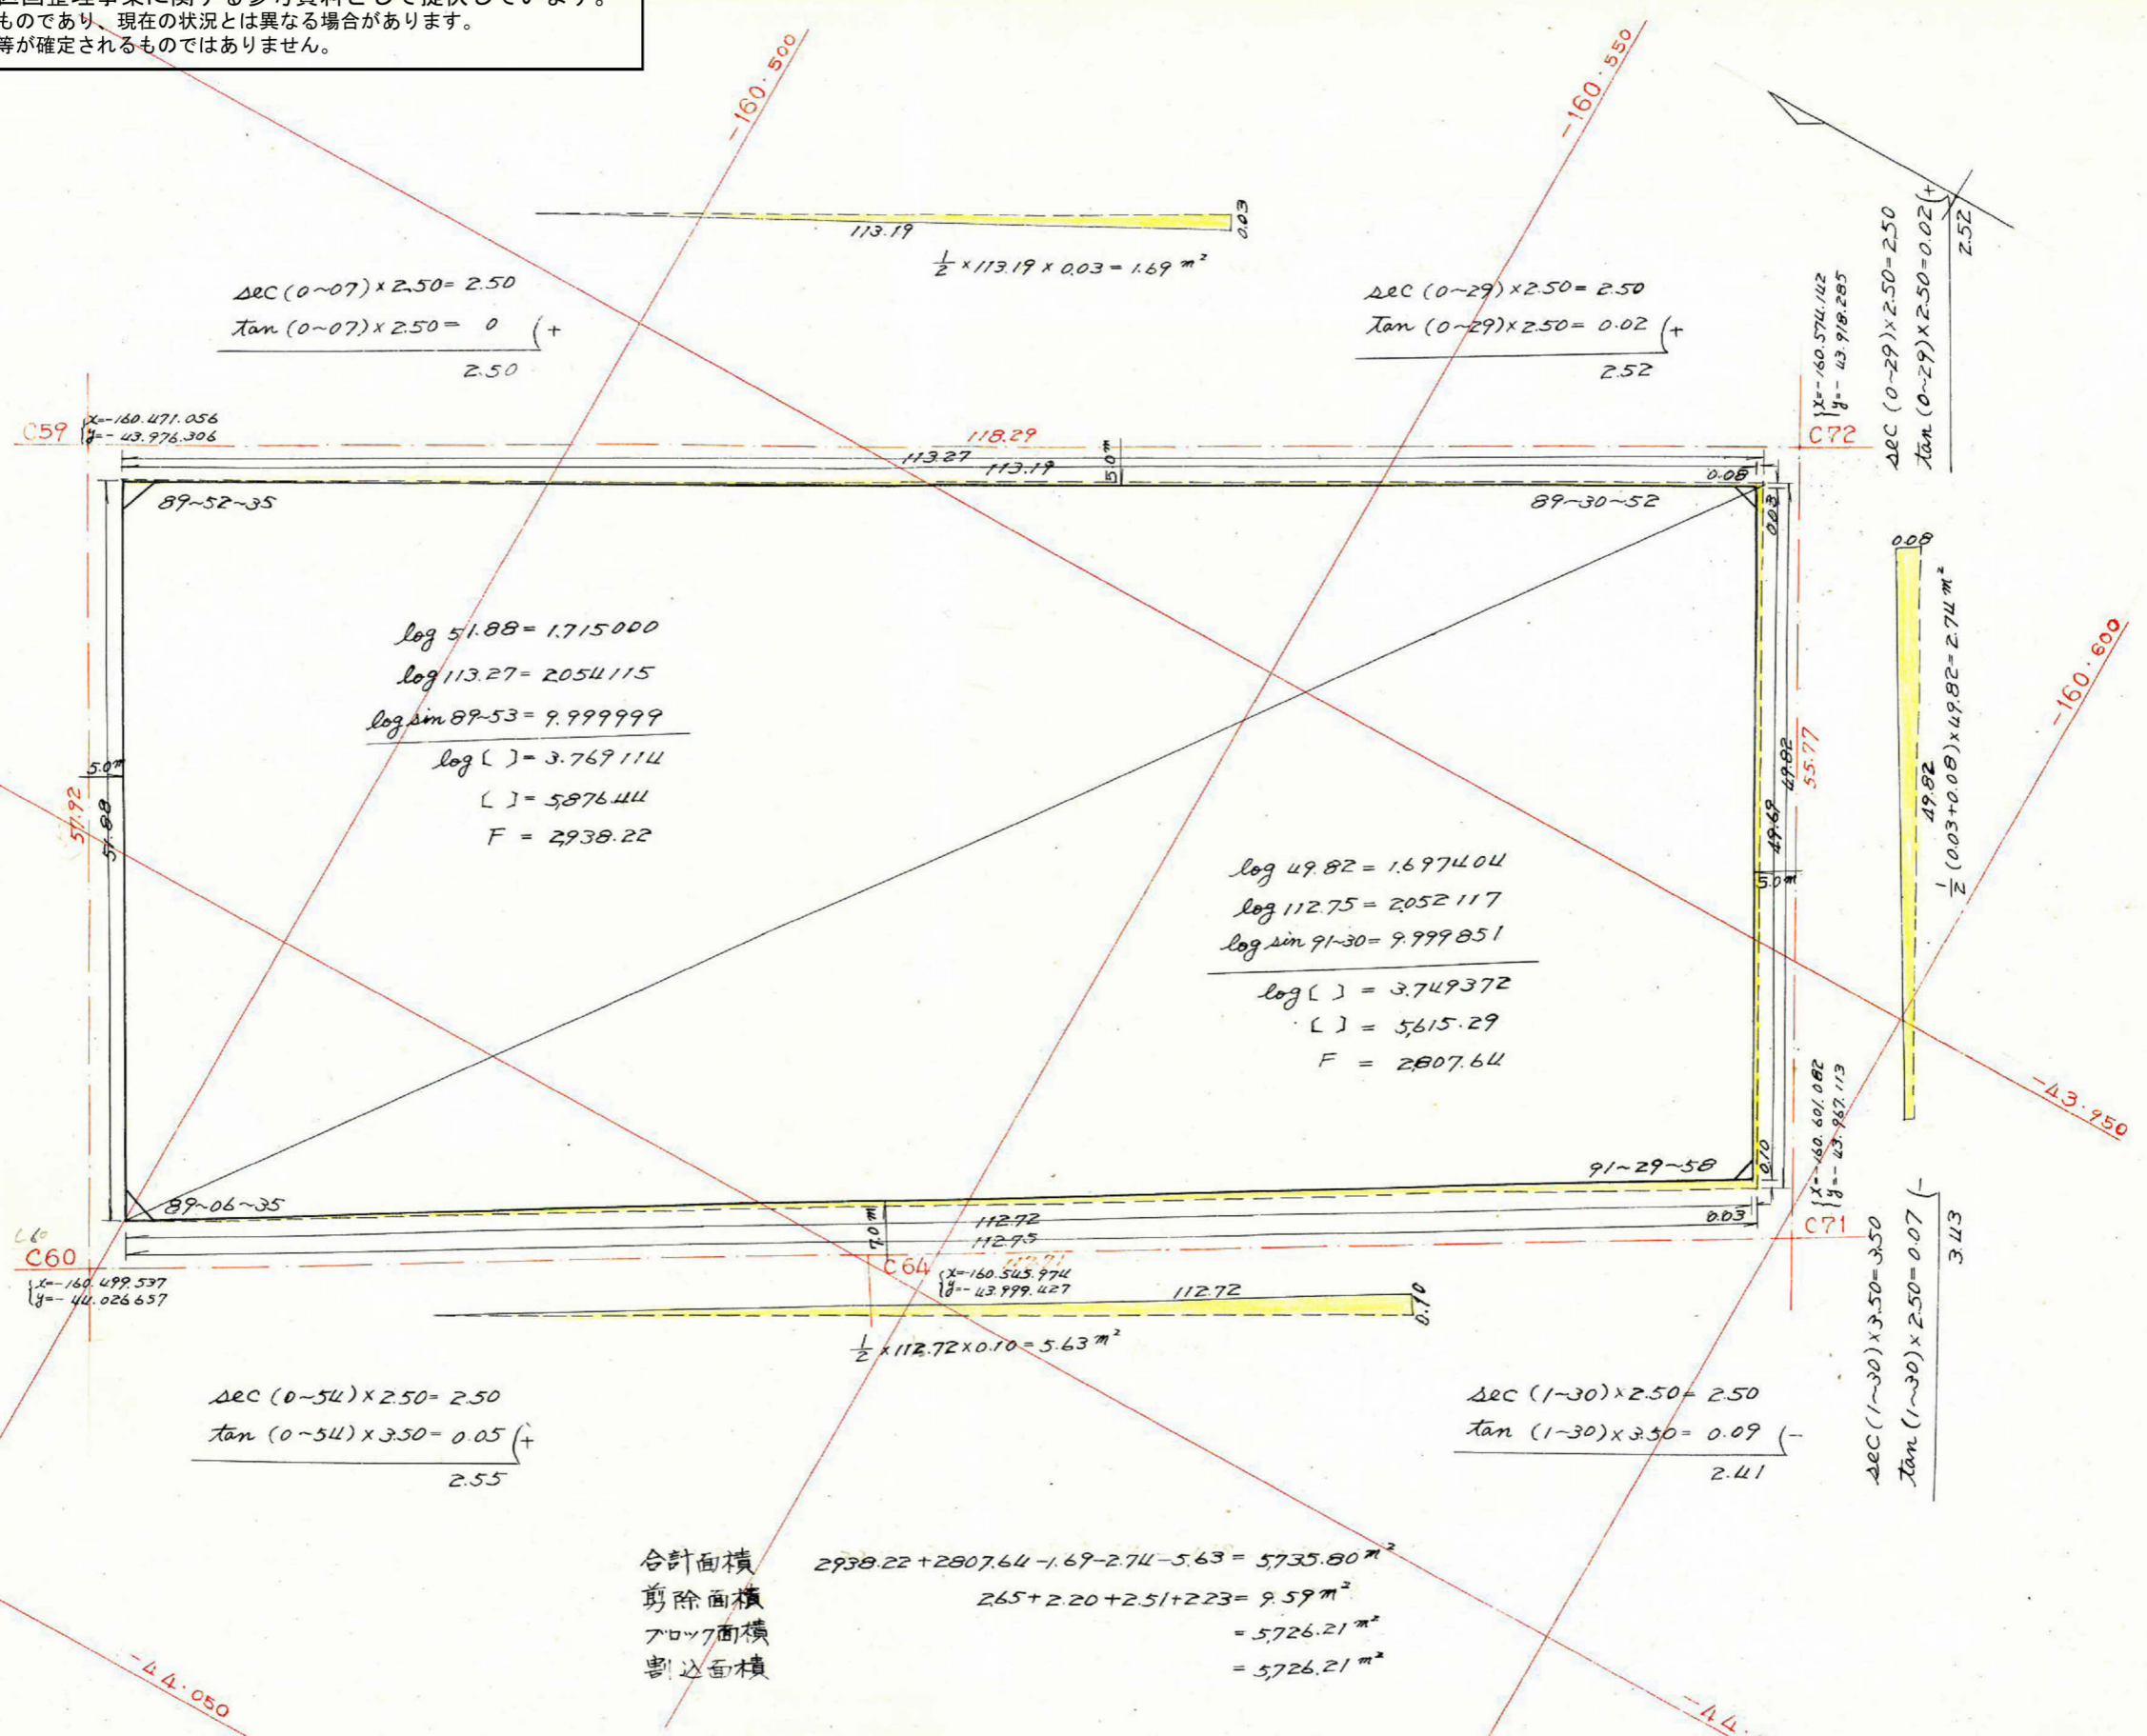 ものであり、現在の状況とは異なる場合があります。
等が確定されるものではありません。
-160.500
-160.550
113.19
0.03
1/2 × 113.19 × 0.03 = 1.69 m²
sec (0~07) × 2.50 = 2.50
tan (0~07) × 2.50 = 0 (+
2.50
sec (0~29) × 2.50 = 2.50
tan (0~29) × 2.50 = 0.02 (+
2.52
x=-160.574.142
y=-43.918.285
C72
sec (0~29) × 2.50 = 2.50
tan (0~29) × 2.50 = 0.02 (+
2.52
C59
x=-160.471.056
y=-43.976.306
118.29
113.27
113.19
5.0m
0.08
89~52~35
89~30~52
0.03
0.08
49.82
1/2 (0.03+0.08) × 49.82 = 2.74 m²
-160.600
log 51.88 = 1.715000
log 113.27 = 2.054115
log sin 89~53 = 9.999999
log [ ] = 3.769114
[ ] = 5,876.44
F = 2,938.22
5.0m
57.92
51.88
log 49.82 = 1.697404
log 112.75 = 2.052117
log sin 91~30 = 9.999851
log [ ] = 3.749372
[ ] = 5,615.29
F = 2,807.64
49.69
49.82
55.77
5.0m
-43.950
89~06~35
91~29~58
0.10
x=-160.601.082
y=-43.967.113
C71
7.0m
112.72
112.75
0.03
C60
C60
x=-160.499.537
y=-44.026657
C64
x=-160.545.974
y=-43.999.427
112.72
0.10
1/2 × 112.72 × 0.10 = 5.63 m²
sec (0~54) × 2.50 = 2.50
tan (0~54) × 3.50 = 0.05 (+
2.55
sec (1~30) × 2.50 = 2.50
tan (1~30) × 3.50 = 0.09 (-
2.41
sec (1~30) × 3.50 = 3.50
tan (1~30) × 2.50 = 0.07 (-
3.43
合計面積 2938.22+2807.64-1.69-2.74-5.63 = 5,735.80 m²
剪除面積 2.65+2.20+2.51+2.23 = 9.59 m²
ブロック面積 = 5,726.21 m²
割込面積 = 5,726.21 m²
-44.050
-44.